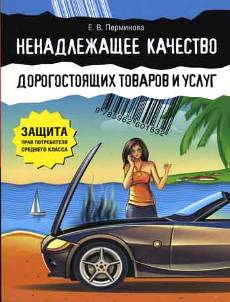 Е. В. Перминова
НЕНАДЛЕЖАЩЕЕ КАЧЕСТВО
ДОРОГОСТОЯЩИХ ТОВАРОВ И УСЛУГ
ЗАЩИТА
ПРАВ ПОТРЕБИТЕЛЯ
СРЕДНЕГО КЛАССА